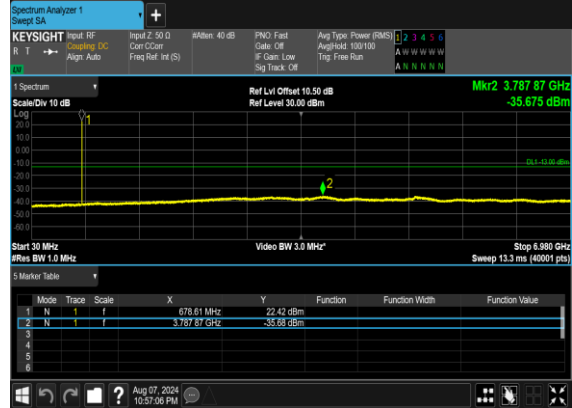 Spectrum Analyzer 1
Swept SA
KEYSIGHT Input: RF Input Z: 50 Ω #Atten: 40 dB PNO: Fast Avg Type: Power (RMS) 1 2 3 4 5 6
R T Coupling: DC Corr CCorr Gate: Off Avg|Hold: 100/100 A W W W W W
Align: Auto Freq Ref: Int (S) IF Gain: Low Trig: Free Run
Sig Track: Off A N N N N N
1 Spectrum Ref Lvl Offset 10.50 dB Mkr2 3.787 87 GHz
Scale/Div 10 dB Ref Level 30.00 dBm -35.675 dBm
Log
20.0
10.0
0.00
-10.0
-20.0
-30.0
-40.0
-50.0
-60.0
1
DL1 -13.00 dBm
2
Start 30 MHz Video BW 3.0 MHz* Stop 6.980 GHz
#Res BW 1.0 MHz Sweep 13.3 ms (40001 pts)
5 Marker Table
Mode Trace Scale X Y Function Function Width Function Value
1 N 1 f 678.61 MHz 22.42 dBm
2 N 1 f 3.787 87 GHz -35.68 dBm
3
4
5
6
? Aug 07, 2024
10:57:06 PM